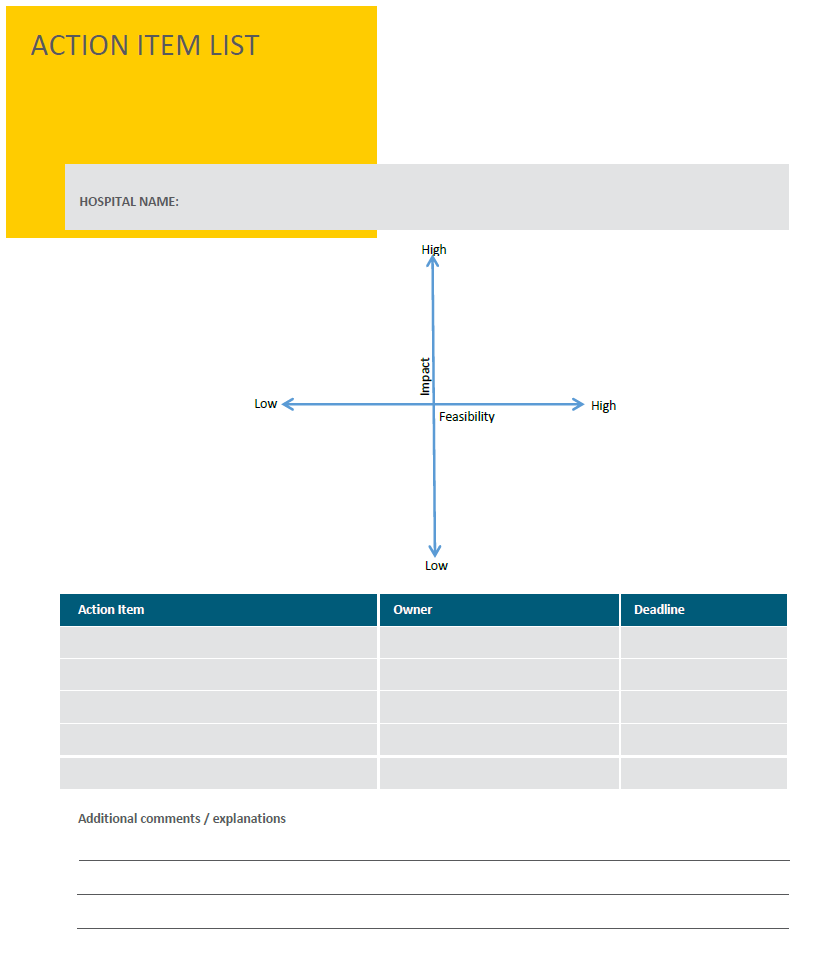 ACTION ITEM LIST
HOSPITAL NAME:
High
Impact
Low
High
Feasibility
Low
Action Item Owner Deadline
Additional comments / explanations